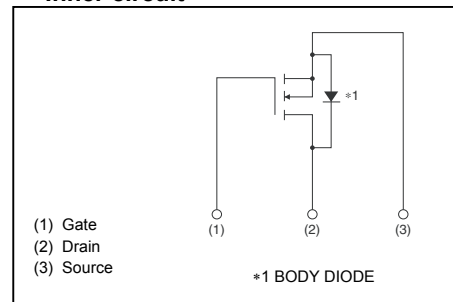 Inner circuit
*1
(1) (2) (3)
(1) Gate
(2) Drain
(3) Source
*1 BODY DIODE